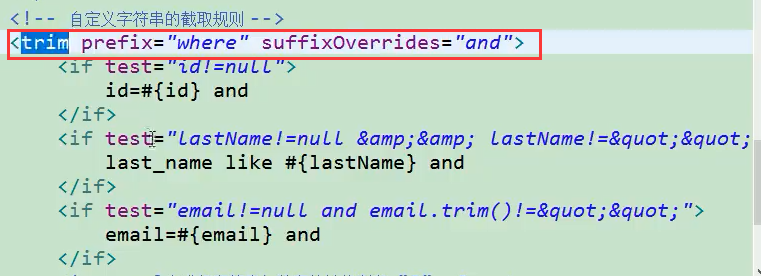 <!-- 自定义字符串的截取规则 -->
<trim prefix="where" suffixOverrides="and">
<if test="id!=null">
id=#{id} and
</if>
<if test="lastName!=null &amp;&amp; lastName!=&quot;&quot;
last_name like #{lastName} and
</if>
<if test="email!=null and email.trim()!=&quot;&quot;">
email=#{email} and
</if>